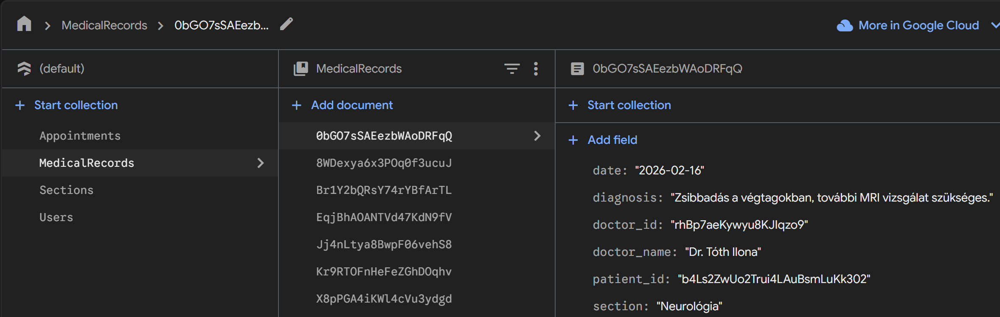 MedicalRecords
0bGO7sSAEezb...
More in Google Cloud
(default)
Start collection
Appointments
MedicalRecords
Sections
Users
MedicalRecords
Add document
0bGO7sSAEezbWAoDRFqQ
8WDexya6x3POq0f3ucuJ
Br1Y2bQRsY74rYBfArTL
EqjBhAOANTVd47KdN9fV
Jj4nLtya8BwpF06vehS8
Kr9RTOFnHeFeZGhDOqhv
X8pPGA4iKWl4cVu3ydgd
0bGO7sSAEezbWAoDRFqQ
Start collection
Add field
date: "2026-02-16"
diagnosis: "Zsibbadás a végtagokban, további MRI vizsgálat szükséges."
doctor_id: "rhBp7aeKywyu8KJIqzo9"
doctor_name: "Dr. Tóth Ilona"
patient_id: "b4Ls2ZwUo2Trui4LAuBsmLuKk302"
section: "Neurológia"